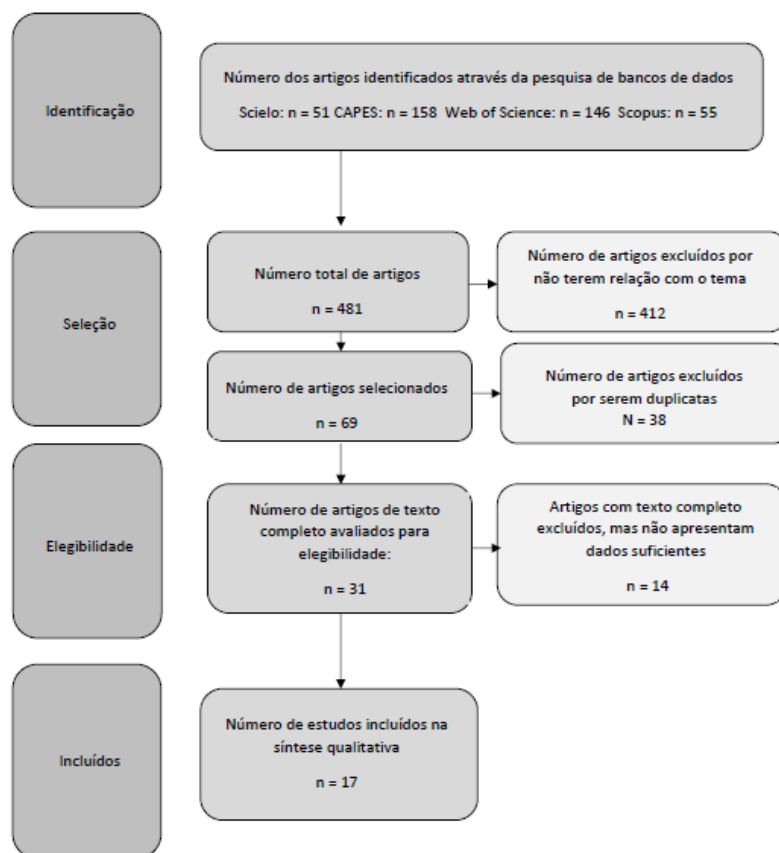 Identificação
Número dos artigos identificados através da pesquisa de bancos de dados
Scielo: n = 51 CAPES: n = 158 Web of Science: n = 146 Scopus: n = 55
Seleção
Número total de artigos
n = 481
Número de artigos excluídos por
não terem relação com o tema
n = 412
Número de artigos selecionados
n = 69
Número de artigos excluídos
por serem duplicatas
N = 38
Elegibilidade
Número de artigos de texto
completo avaliados para
elegibilidade:
n = 31
Artigos com texto completo
excluídos, mas não apresentam
dados suficientes
n = 14
Incluídos
Número de estudos incluídos na
síntese qualitativa
n = 17